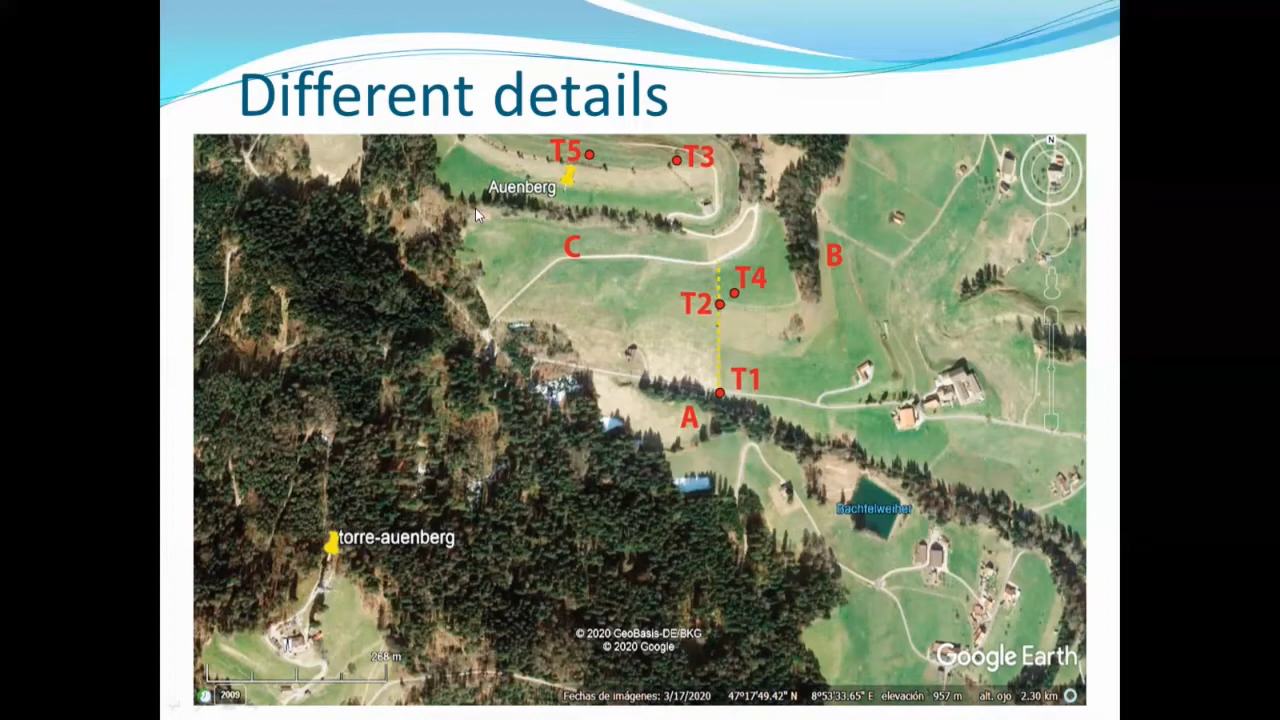 Different details
T5
T3
Auenberg
C
B
T4
T2
T1
A
Bachtelweiher
torre-auenberg
N
© 2020 GeoBasis-DE/BKG
© 2020 Google
Google Earth
268 m
2009
Fechas de imágenes: 3/17/2020 47°17'49.42" N 8°53'33.65" E elevación 957 m alt. ojo 2.30 km